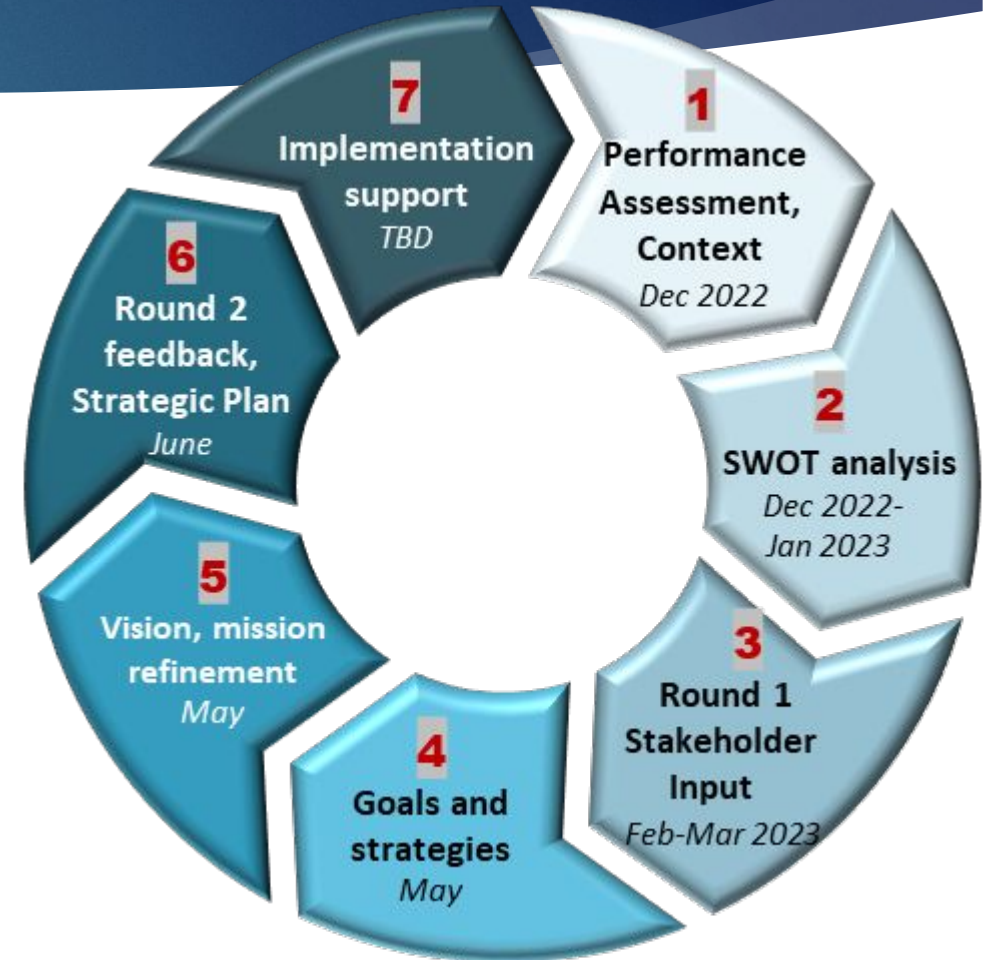 1
Performance
Assessment,
Context
Dec 2022
2
SWOT analysis
Dec 2022-
Jan 2023
3
Round 1
Stakeholder
Input
Feb-Mar 2023
4
Goals and
strategies
May
5
Vision, mission
refinement
May
6
Round 2
feedback,
Strategic Plan
June
7
Implementation
support
TBD